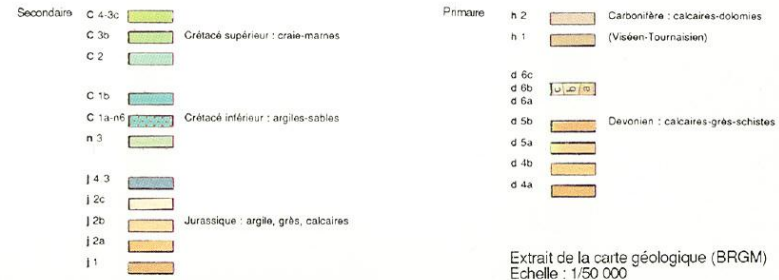 Secondaire
C 4-3c
C 3b Crétacé supérieur : craie-marnes
C 2
C 1b
C 1a-n6 Crétacé inférieur : argiles-sables
n 3
j 4.3
j 2c
j 2b Jurassique : argile, grès, calcaires
j 2a
j 1
Primaire
h 2 Carbonifère : calcaires-dolomies
h 1 (Viséen-Tournaisien)
d 6c
d 6b c b a
d 6a
d 5b Devonien : calcaires-grès-schistes
d 5a
d 4b
d 4a
Extrait de la carte géologique (BRGM)
Echelle : 1/50 000